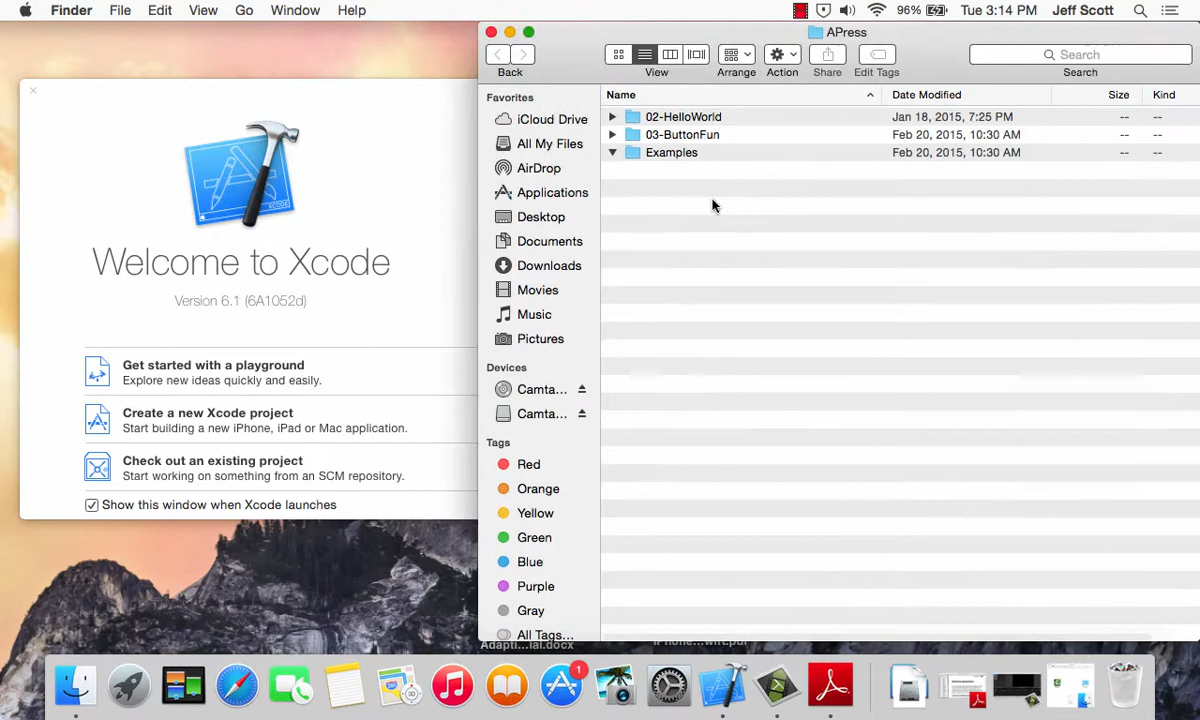 Finder File Edit View Go Window Help 96% Tue 3:14 PM Jeff Scott
APress
Back View Arrange Action Share Edit Tags Search
Search
Favorites
iCloud Drive
All My Files
AirDrop
Applications
Desktop
Documents
Downloads
Movies
Music
Pictures
Devices
Camta...
Camta...
Tags
Red
Orange
Yellow
Green
Blue
Purple
Gray
All Tags...
Name Date Modified Size Kind
02-HelloWorld Jan 18, 2015, 7:25 PM -- --
03-ButtonFun Feb 20, 2015, 10:30 AM -- --
Examples Feb 20, 2015, 10:30 AM -- --
XCODE
Welcome to Xcode
Version 6.1 (6A1052d)
Get started with a playground
Explore new ideas quickly and easily.
Create a new Xcode project
Start building a new iPhone, iPad or Mac application.
Check out an existing project
Start working on something from an SCM repository.
Show this window when Xcode launches
1